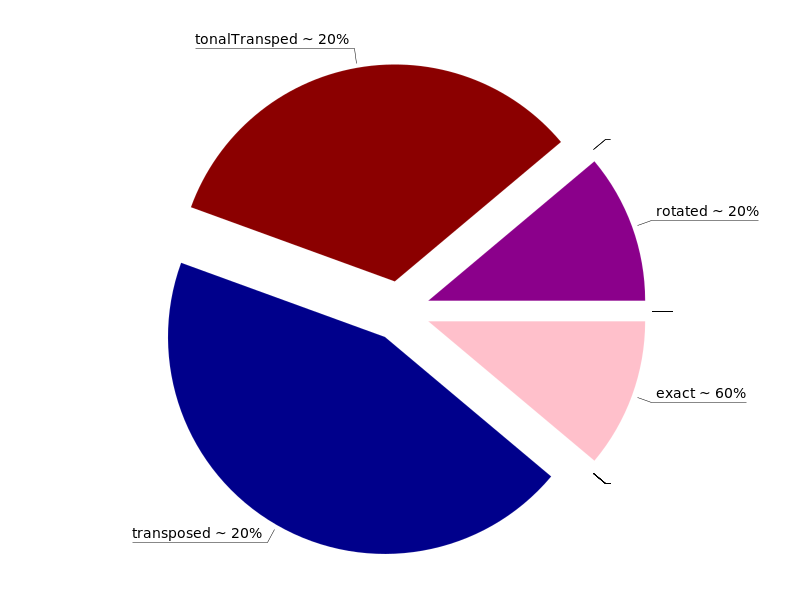 tonalTransped ~ 20%
rotated ~ 20%
exact ~ 60%
transposed ~ 20%